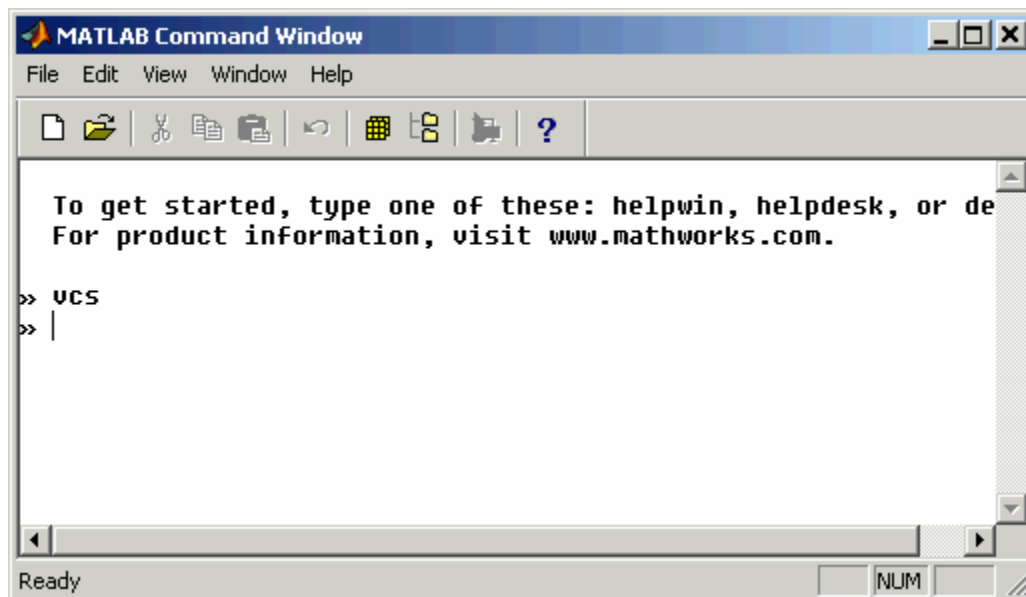 MATLAB Command Window
File Edit View Window Help
?
To get started, type one of these: helpwin, helpdesk, or de
For product information, visit www.mathworks.com.
» vcs
»
Ready NUM